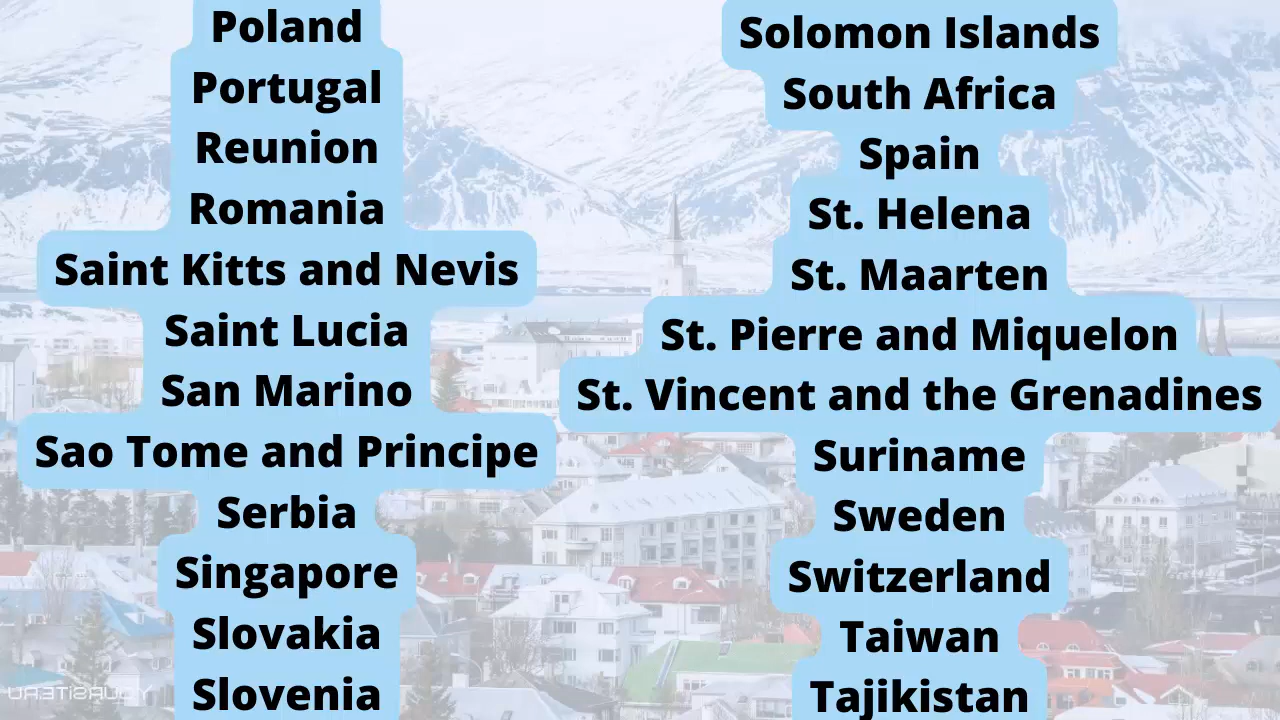 Poland
Portugal
Reunion
Romania
Saint Kitts and Nevis
Saint Lucia
San Marino
Sao Tome and Principe
Serbia
Singapore
Slovakia
Slovenia
Solomon Islands
South Africa
Spain
St. Helena
St. Maarten
St. Pierre and Miquelon
St. Vincent and the Grenadines
Suriname
Sweden
Switzerland
Taiwan
Tajikistan